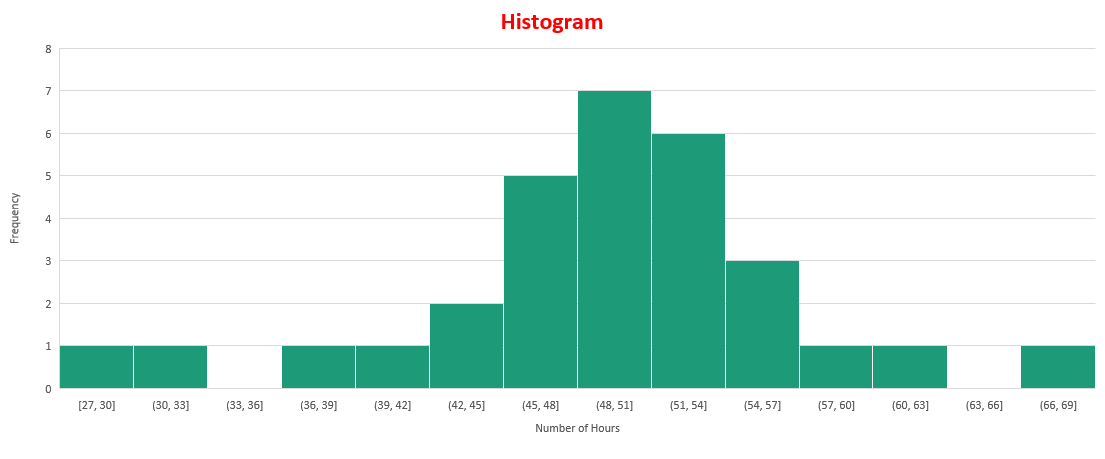 Histogram
8
7
6
5
4
3
2
1
0
Frequency
[27, 30] (30, 33] (33, 36] (36, 39] (39, 42] (42, 45] (45, 48] (48, 51] (51, 54] (54, 57] (57, 60] (60, 63] (63, 66] (66, 69]
Number of Hours